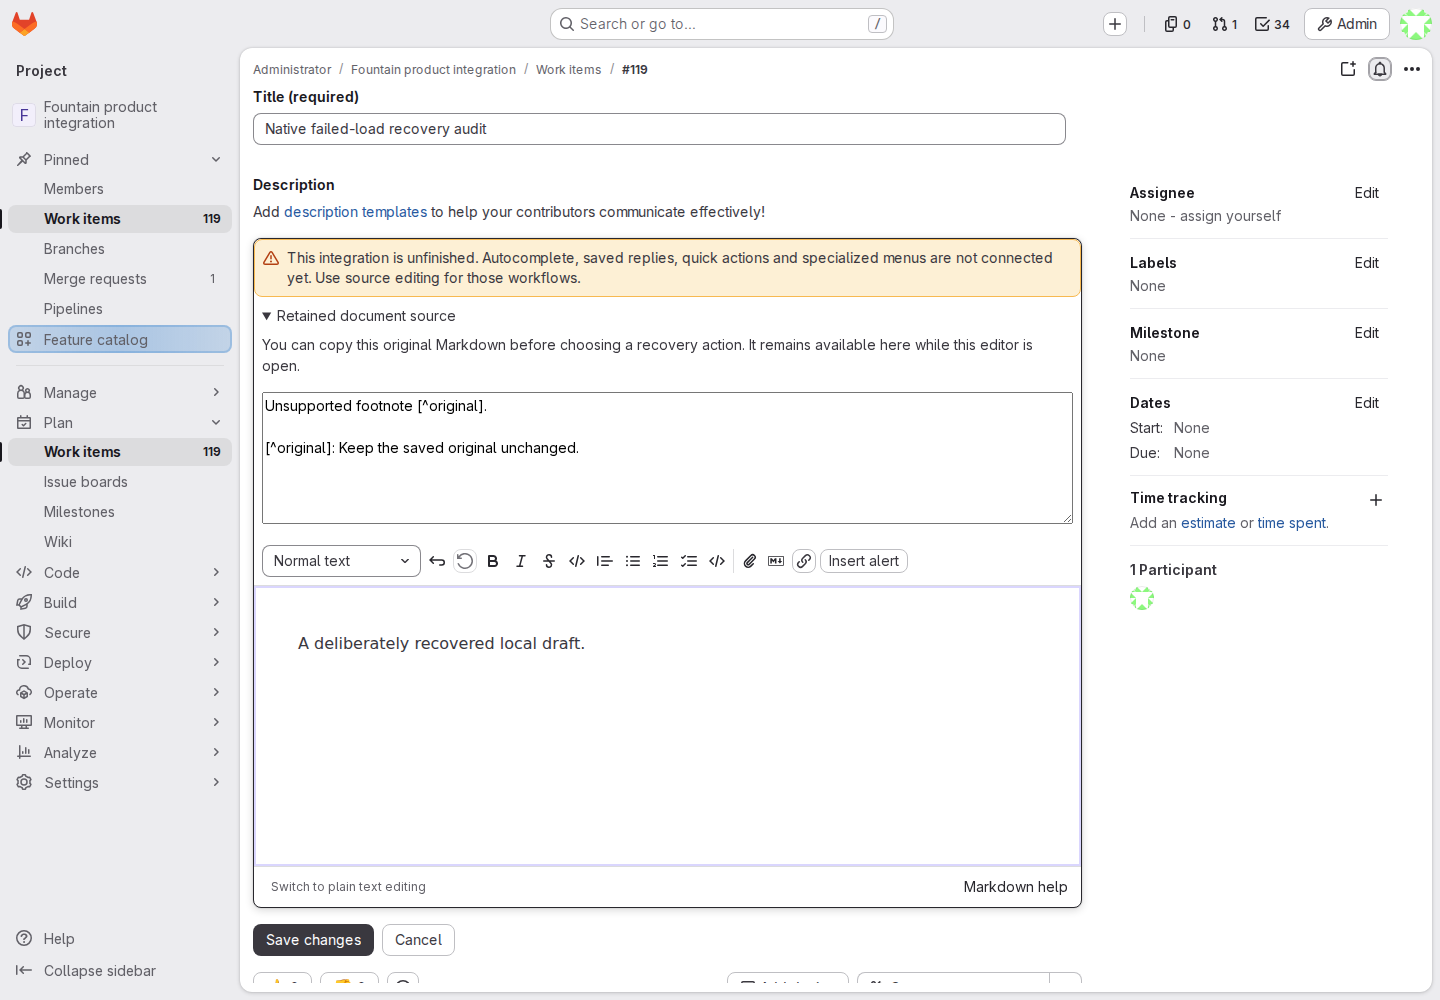 Search or go to...
/
0
1
34
Admin
Project
F
Fountain product integration
Pinned
Members
Work items
119
Branches
Merge requests
1
Pipelines
Feature catalog
Manage
Plan
Work items
119
Issue boards
Milestones
Wiki
Code
Build
Secure
Deploy
Operate
Monitor
Analyze
Settings
Help
Collapse sidebar
Administrator / Fountain product integration / Work items / #119
Title (required)
Native failed-load recovery audit
Description
Add description templates to help your contributors communicate effectively!
This integration is unfinished. Autocomplete, saved replies, quick actions and specialized menus are not connected
yet. Use source editing for those workflows.
Retained document source
You can copy this original Markdown before choosing a recovery action. It remains available here while this editor is
open.
Unsupported footnote [^original].
[^original]: Keep the saved original unchanged.
Normal text
Insert alert
A deliberately recovered local draft.
Switch to plain text editing
Markdown help
Save changes
Cancel
Assignee
Edit
None - assign yourself
Labels
Edit
None
Milestone
Edit
None
Dates
Edit
Start: None
Due: None
Time tracking
Add an estimate or time spent.
1 Participant